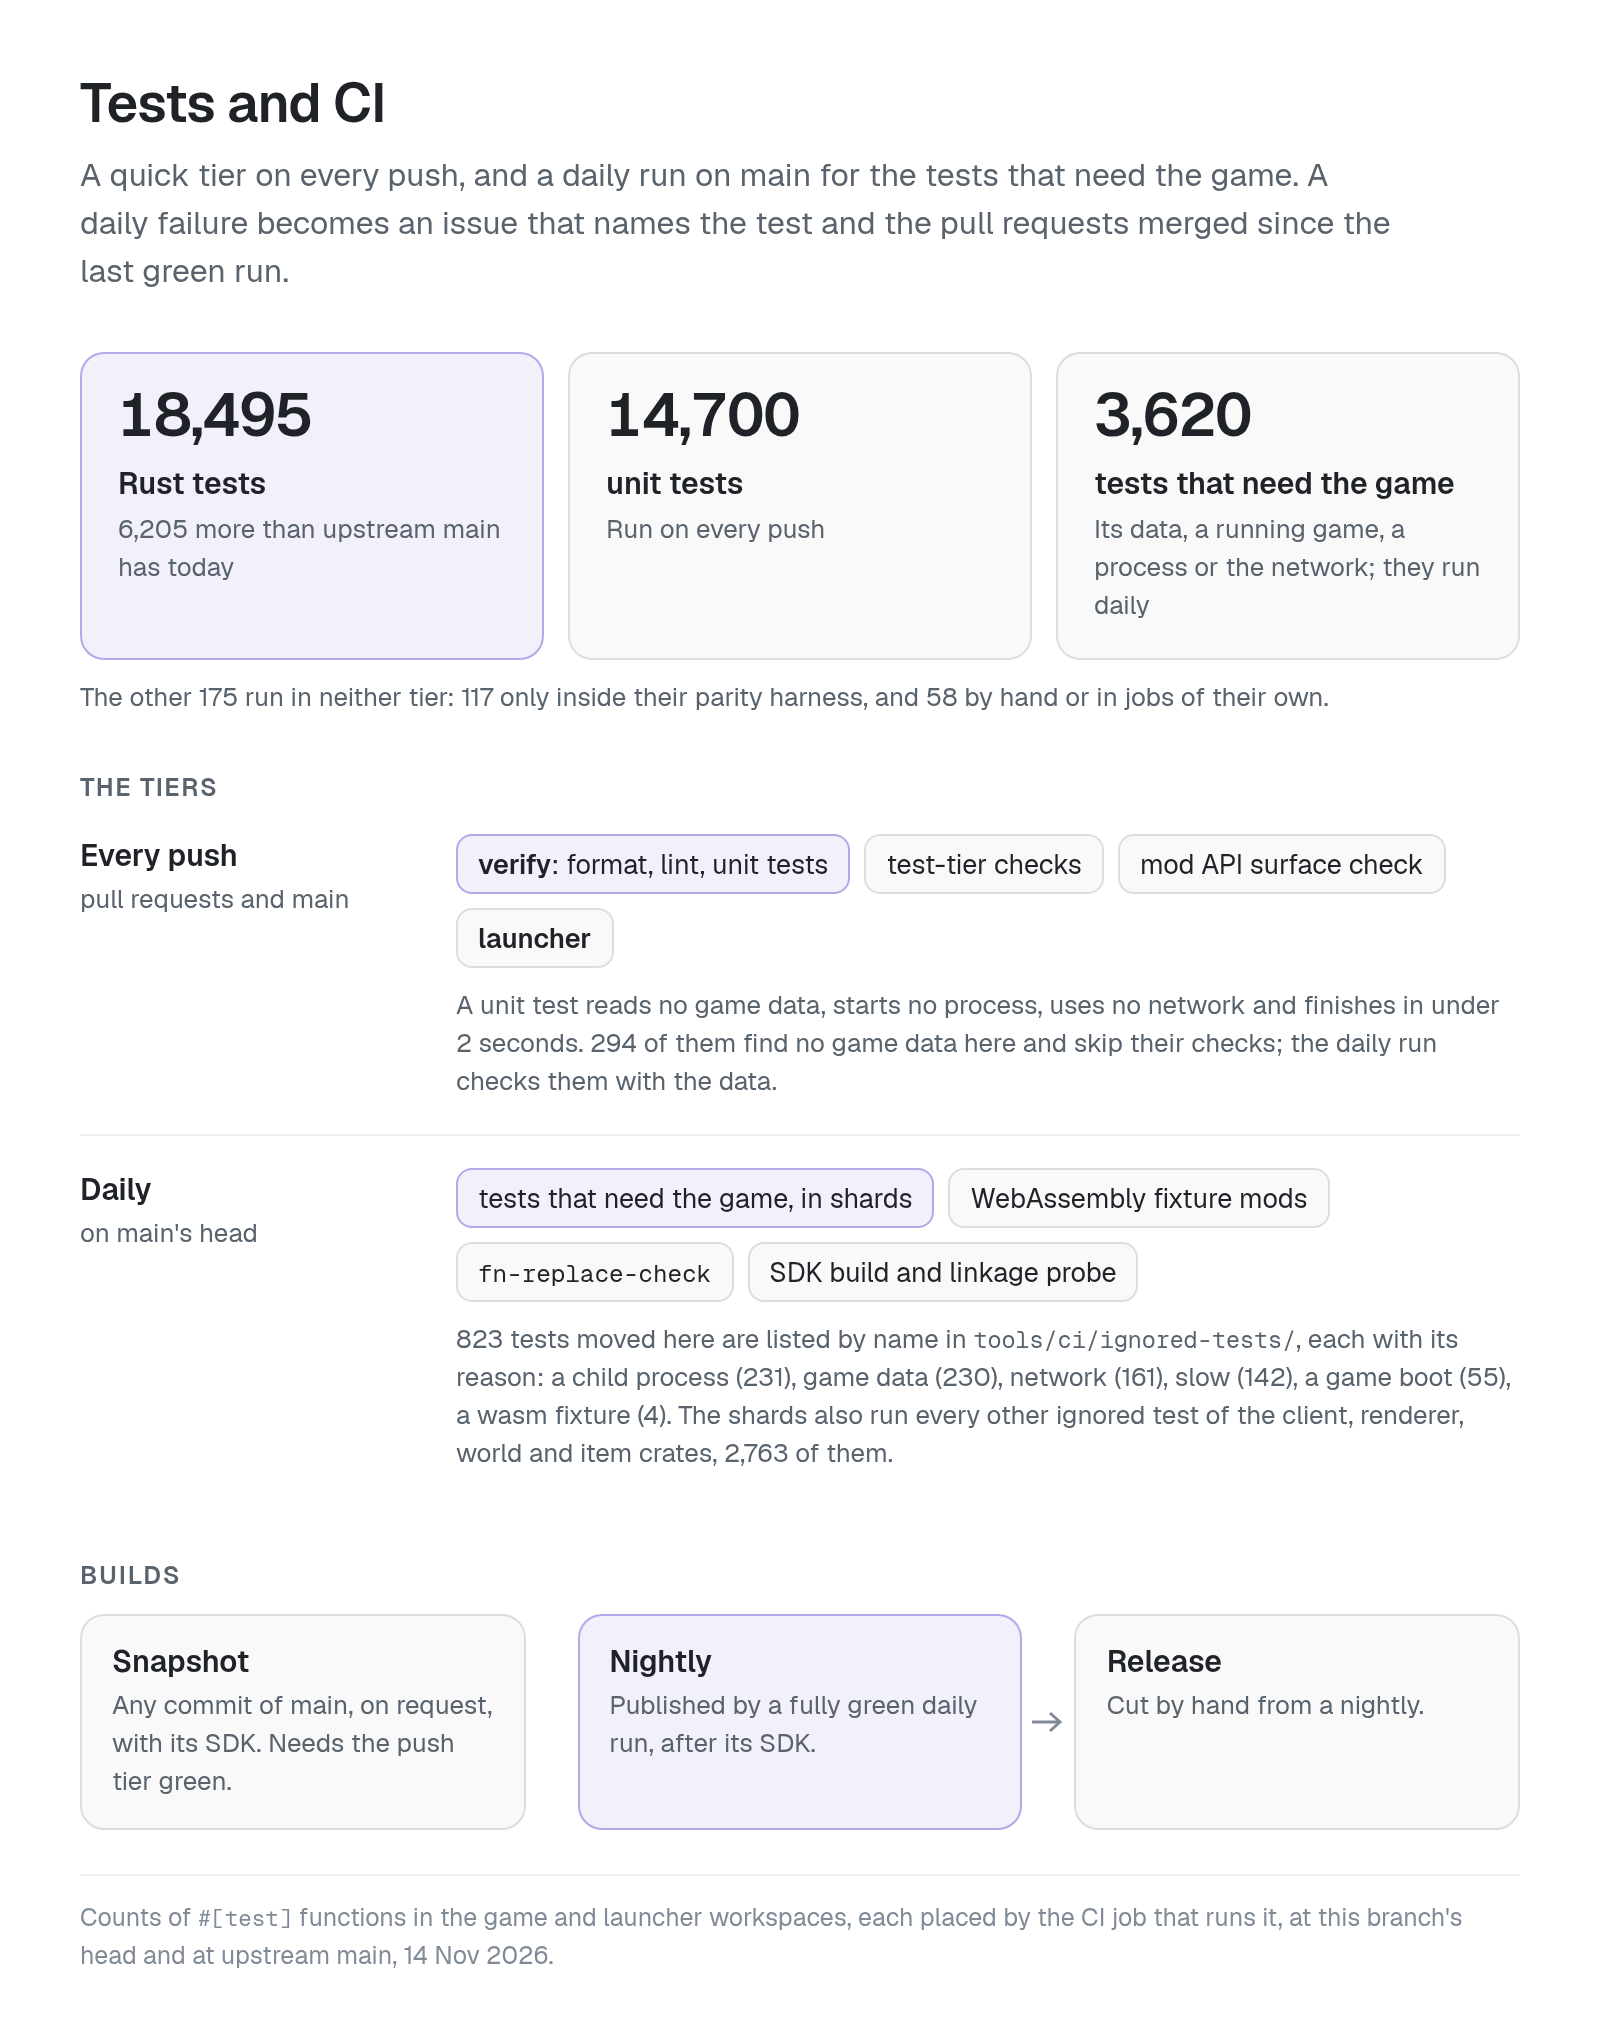 Tests and CI
A quick tier on every push, and a daily run on main for the tests that need the game. A
daily failure becomes an issue that names the test and the pull requests merged since the
last green run.
18,495
Rust tests
6,205 more than upstream main
has today
14,700
unit tests
Run on every push
3,620
tests that need the game
Its data, a running game, a
process or the network; they run
daily
The other 175 run in neither tier: 117 only inside their parity harness, and 58 by hand or in jobs of their own.
THE TIERS
Every push
pull requests and main
verify: format, lint, unit tests
test-tier checks
mod API surface check
launcher
A unit test reads no game data, starts no process, uses no network and finishes in under
2 seconds. 294 of them find no game data here and skip their checks; the daily run
checks them with the data.
Daily
on main's head
tests that need the game, in shards
WebAssembly fixture mods
fn-replace-check
SDK build and linkage probe
823 tests moved here are listed by name in tools/ci/ignored-tests/, each with its
reason: a child process (231), game data (230), network (161), slow (142), a game boot (55),
a wasm fixture (4). The shards also run every other ignored test of the client, renderer,
world and item crates, 2,763 of them.
BUILDS
Snapshot
Any commit of main, on request,
with its SDK. Needs the push
tier green.
Nightly
Published by a fully green daily
run, after its SDK.
→
Release
Cut by hand from a nightly.
Counts of #[test] functions in the game and launcher workspaces, each placed by the CI job that runs it, at this branch's
head and at upstream main, 14 Nov 2026.